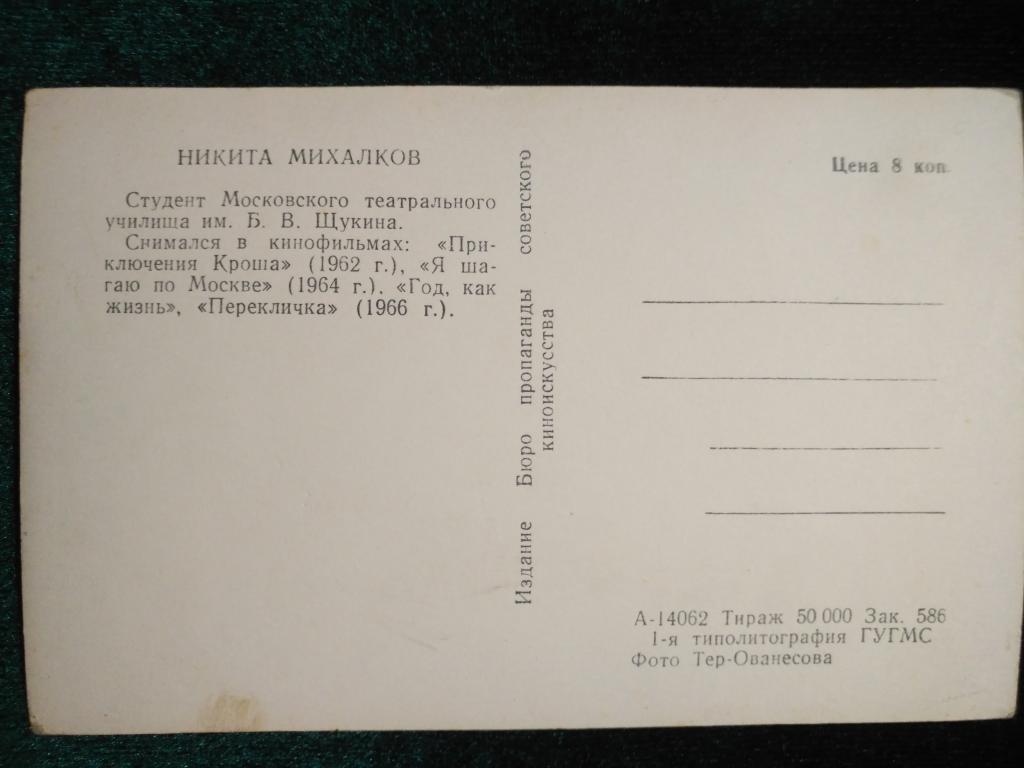 НИКИТА МИХАЛКОВ
Студент Московского театрального
училища им. Б. В. Щукина.
Снимался в кинофильмах: «При-
ключения Кроша» (1962 г.), «Я ша-
гаю по Москве» (1964 г.). «Год, как
жизнь», «Перекличка» (1966 г.).
Издание Бюро пропаганды советского
киноискусства
Цена 8 коп.
А-14062 Тираж 50 000 Зак. 586
1-я типолитография ГУГМС
Фото Тер-Ованесова